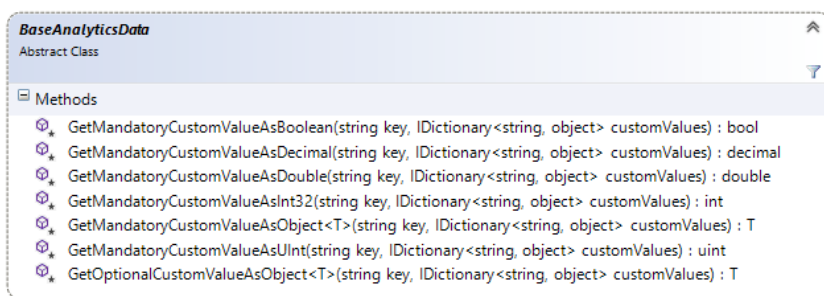 BaseAnalyticsData
Abstract Class
Methods
GetMandatoryCustomValueAsBoolean(string key, IDictionary<string, object> customValues) : bool
GetMandatoryCustomValueAsDecimal(string key, IDictionary<string, object> customValues) : decimal
GetMandatoryCustomValueAsDouble(string key, IDictionary<string, object> customValues) : double
GetMandatoryCustomValueAsInt32(string key, IDictionary<string, object> customValues) : int
GetMandatoryCustomValueAsObject<T>(string key, IDictionary<string, object> customValues) : T
GetMandatoryCustomValueAsUInt(string key, IDictionary<string, object> customValues) : uint
GetOptionalCustomValueAsObject<T>(string key, IDictionary<string, object> customValues) : T